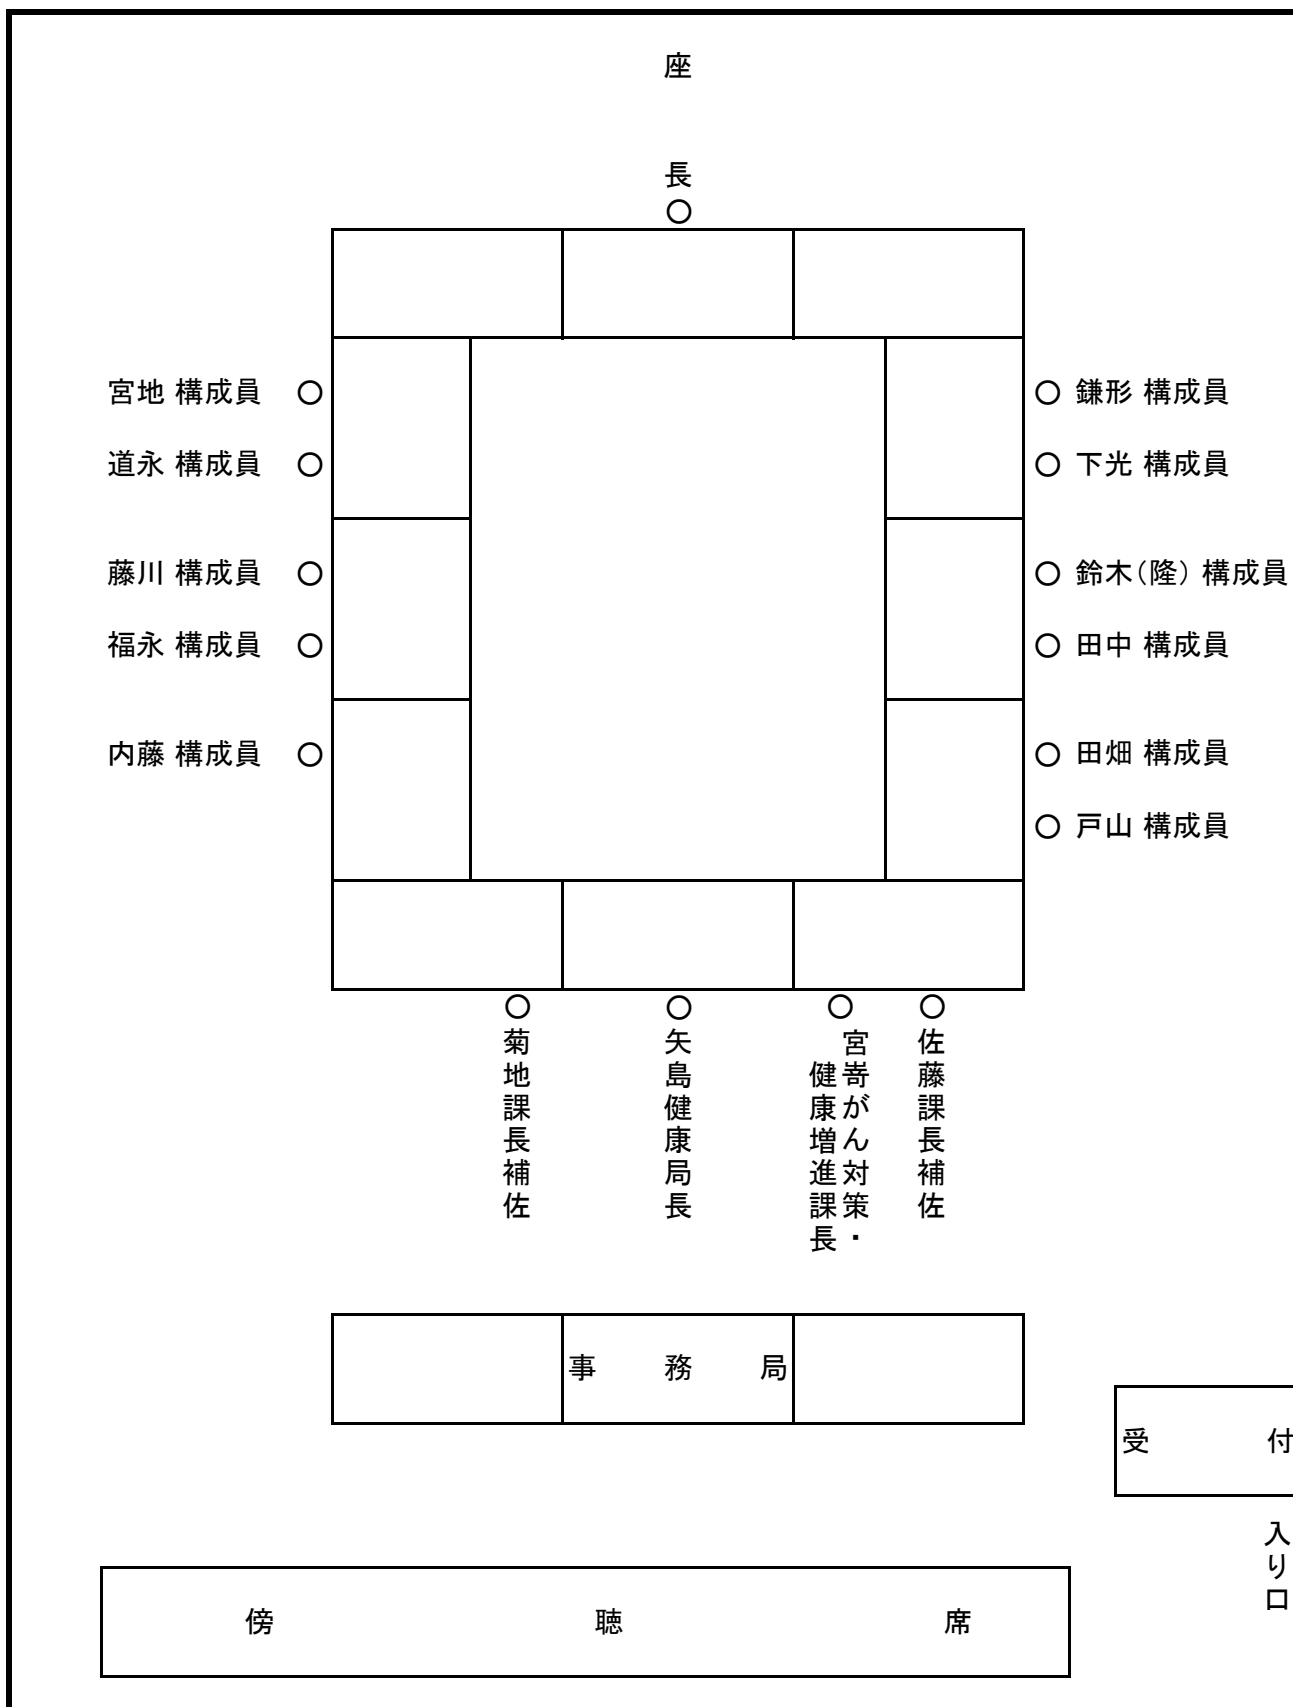 座
長
○
宮地 構成員 ○
○ 鎌形 構成員
道永 構成員 ○
○ 下光 構成員
藤川 構成員 ○
○ 鈴木(隆) 構成員
福永 構成員 ○
○ 田中 構成員
内藤 構成員 ○
○ 田畑 構成員
○ 戸山 構成員
○ ○ ○ ○
菊地課長補佐
矢島健康局長
宮嵜がん対策・
健康増進課長
佐藤課長補佐
事 務 局
受 付
入り口
傍 聴 席